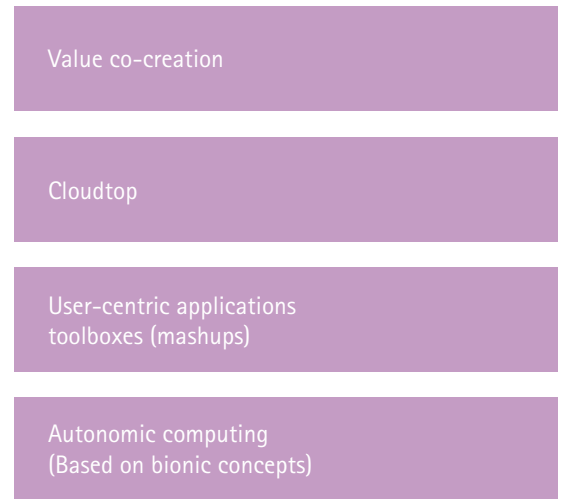 Value co-creation
Cloudtop
User-centric applications
toolboxes (mashups)
Autonomic computing
(Based on bionic concepts)